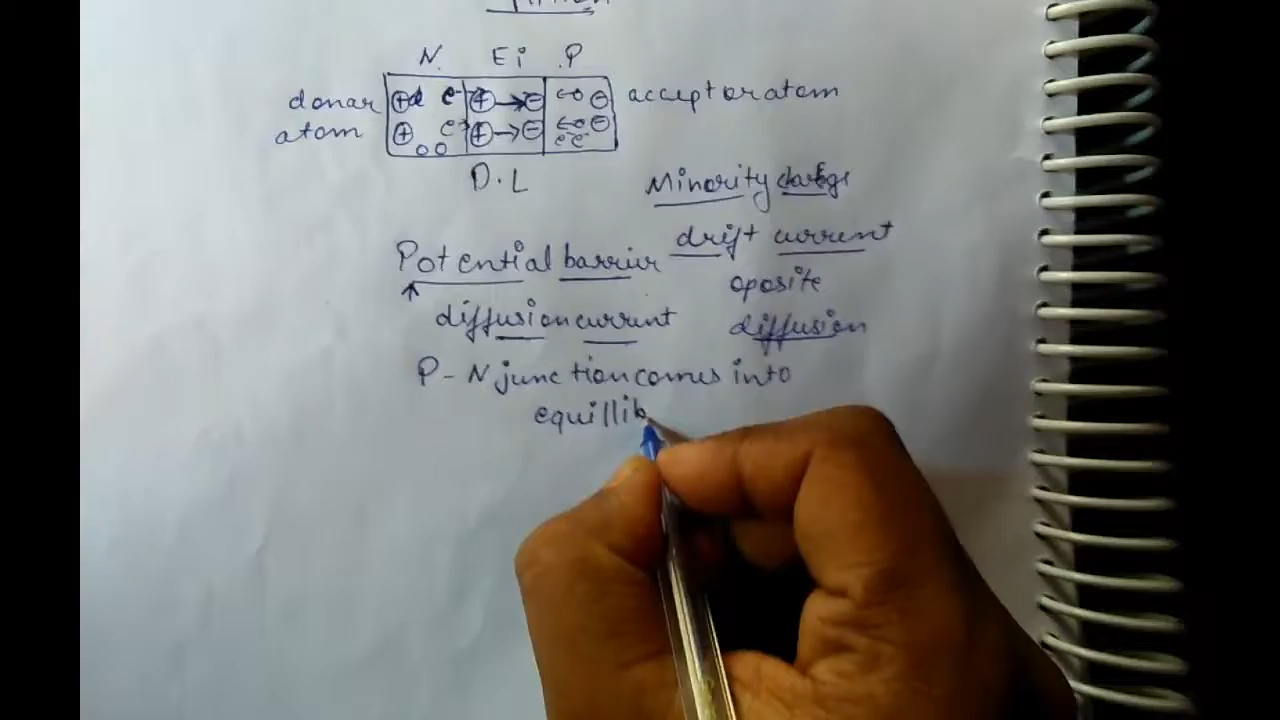 N. Ei P
donar acceptor atom
atom
D.L
Minority
drift current
Potential barrier
oposite
diffusion current diffusion
P-N junction comes into
equillib